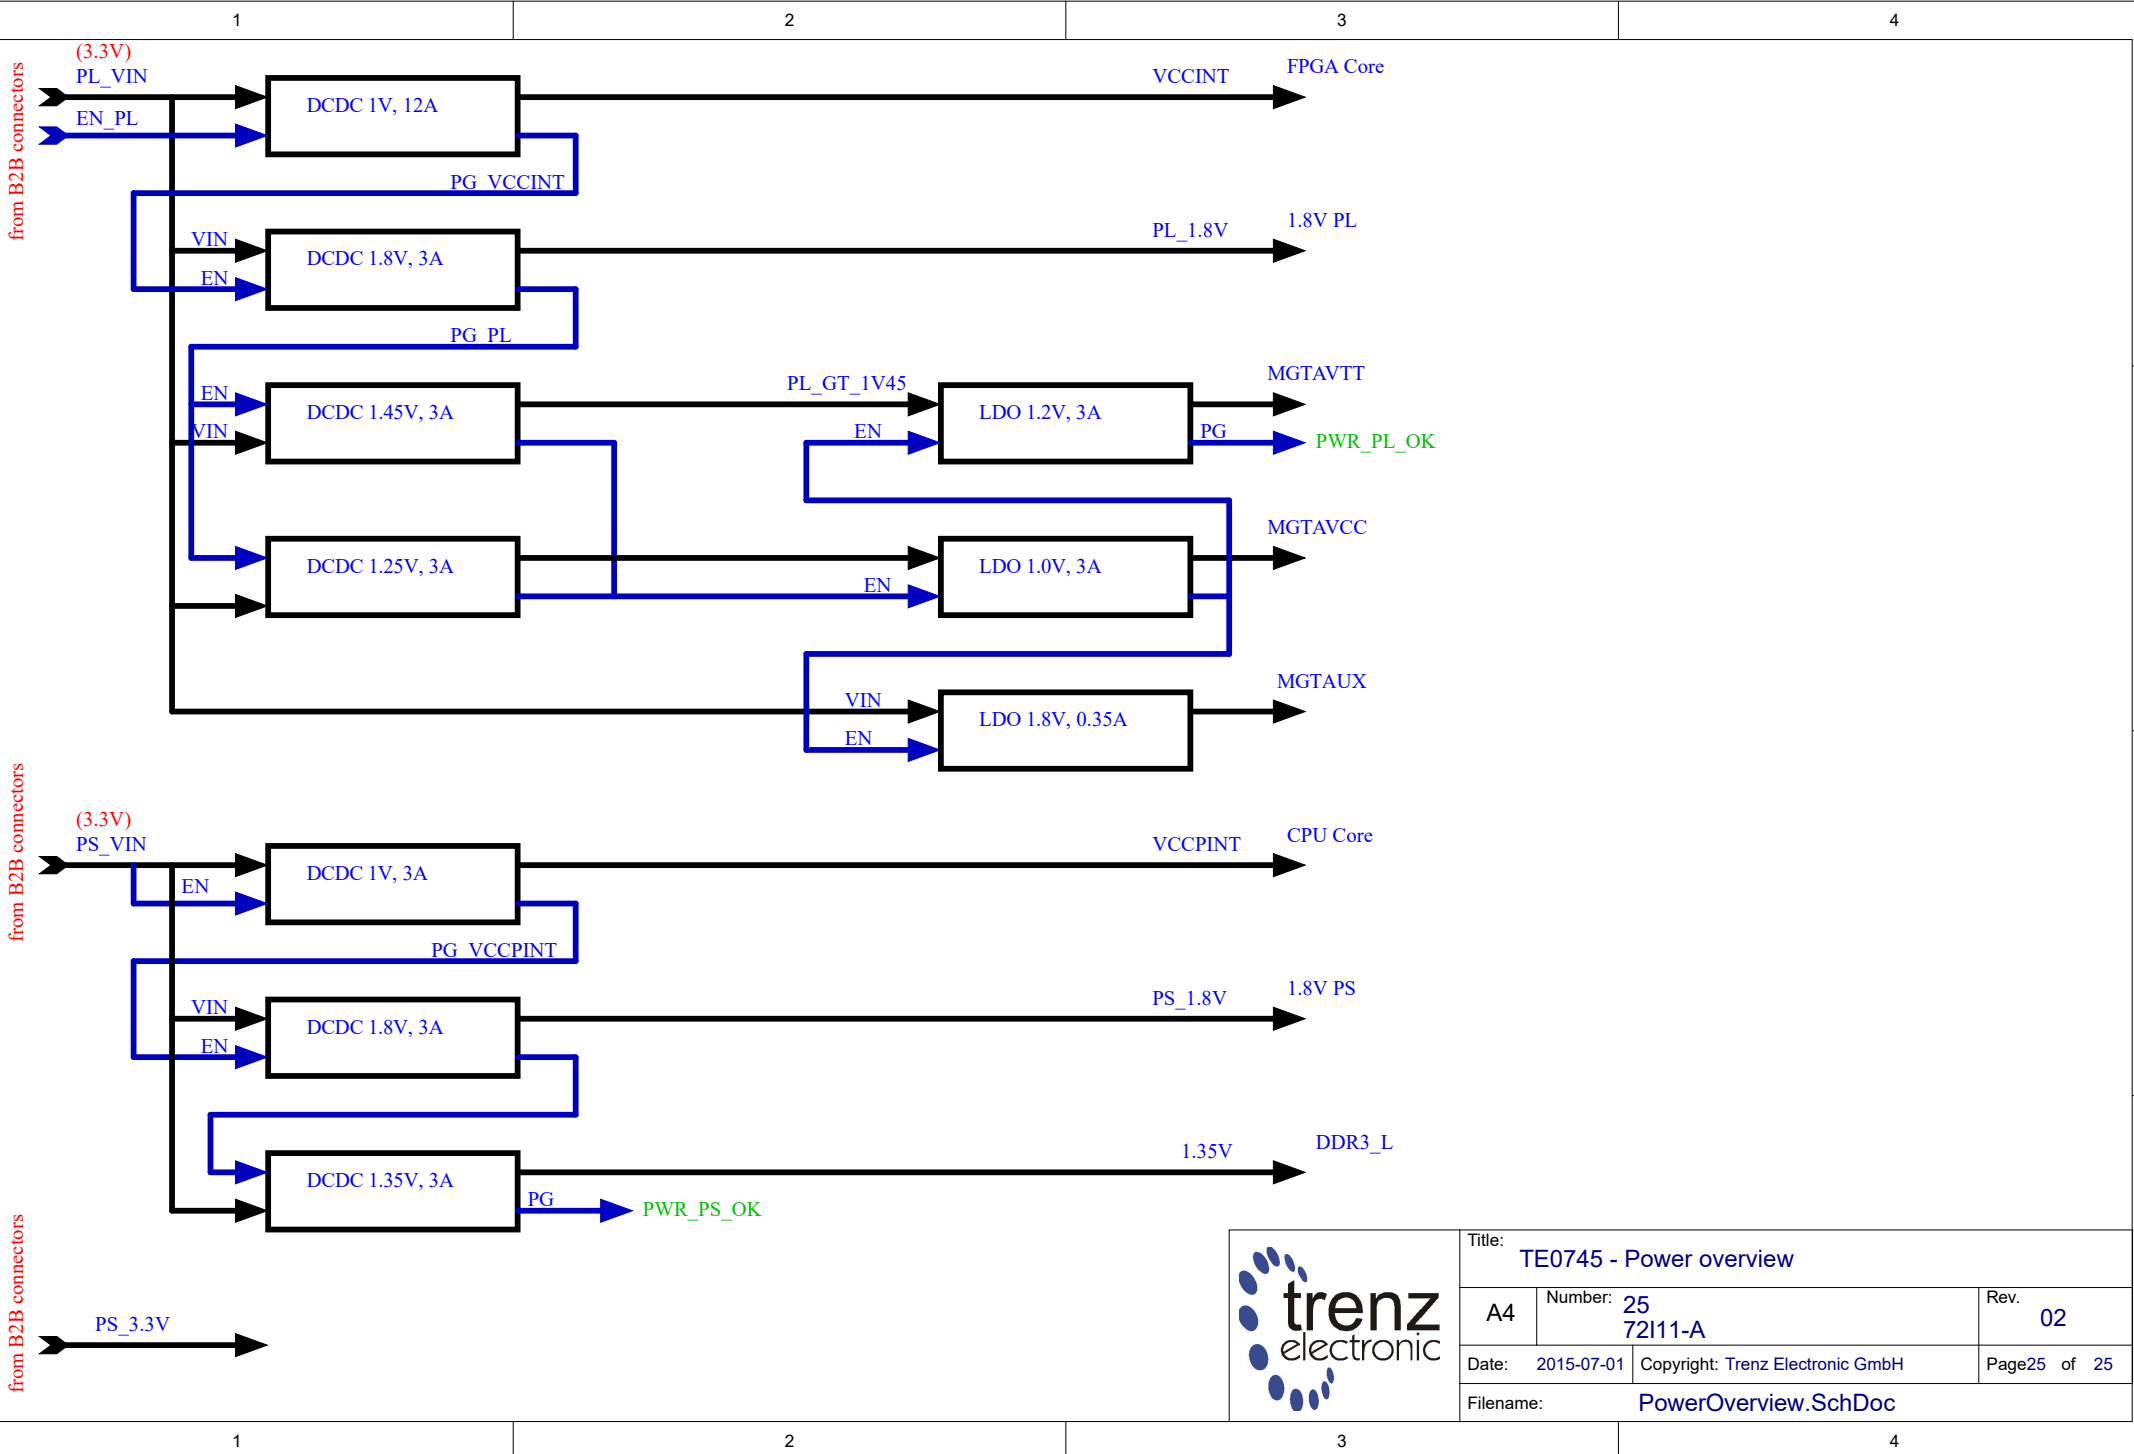 1 2 3 4
from B2B connectors
(3.3V)
PL_VIN
EN_PL
DCDC 1V, 12A
VCCINT
FPGA Core
PG_VCCINT
VIN
EN
DCDC 1.8V, 3A
PL_1.8V
1.8V PL
PG_PL
EN
VIN
DCDC 1.45V, 3A
PL_GT_1V45
EN
LDO 1.2V, 3A
MGTAVTT
PG
PWR_PL_OK
DCDC 1.25V, 3A
EN
LDO 1.0V, 3A
MGTAVCC
VIN
EN
LDO 1.8V, 0.35A
MGTAUX
from B2B connectors
(3.3V)
PS_VIN
EN
DCDC 1V, 3A
VCCPINT
CPU Core
PG_VCCPINT
VIN
EN
DCDC 1.8V, 3A
PS_1.8V
1.8V PS
DCDC 1.35V, 3A
1.35V
DDR3_L
PG
PWR_PS_OK
from B2B connectors
PS_3.3V
trenz
electronic
Title:
TE0745 - Power overview
A4
Number: 25
72I11-A
Rev.
02
Date: 2015-07-01
Copyright: Trenz Electronic GmbH
Page25 of 25
Filename: PowerOverview.SchDoc
1 2 3 4